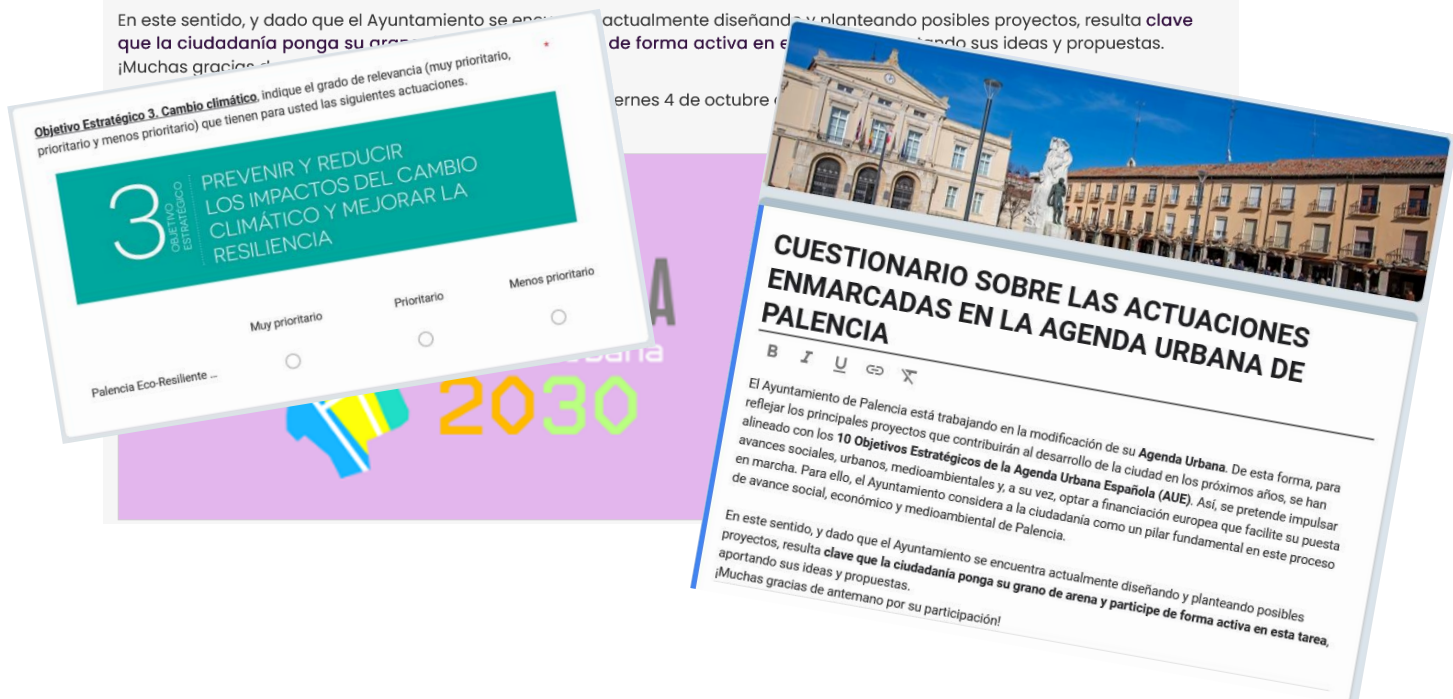 En este sentido, y dado que el Ayuntamiento se actualmente diseñando y planteando posibles proyectos, resulta clave
que la ciudadanía ponga su de forma activa en sus ideas y propuestas.
¡Muchas gracias
viernes 4 de octubre
*
Objetivo Estratégico 3. Cambio climático, indique el grado de relevancia (muy prioritario,
prioritario y menos prioritario) que tienen para usted las siguientes actuaciones.
3
OBJETIVO
ESTRATÉGICO
PREVENIR Y REDUCIR
LOS IMPACTOS DEL CAMBIO
CLIMÁTICO Y MEJORAR LA
RESILIENCIA
Muy prioritario
Prioritario
Menos prioritario
Palencia Eco-Resiliente ...
A
2030
CUESTIONARIO SOBRE LAS ACTUACIONES
ENMARCADAS EN LA AGENDA URBANA DE
PALENCIA
B I U
El Ayuntamiento de Palencia está trabajando en la modificación de su Agenda Urbana. De esta forma, para
reflejar los principales proyectos que contribuirán al desarrollo de la ciudad en los próximos años, se han
alineado con los 10 Objetivos Estratégicos de la Agenda Urbana Española (AUE). Así, se pretende impulsar
avances sociales, urbanos, medioambientales y, a su vez, optar a financiación europea que facilite su puesta
en marcha. Para ello, el Ayuntamiento considera a la ciudadanía como un pilar fundamental en este proceso
de avance social, económico y medioambiental de Palencia.
En este sentido, y dado que el Ayuntamiento se encuentra actualmente diseñando y planteando posibles
proyectos, resulta clave que la ciudadanía ponga su grano de arena y participe de forma activa en esta tarea,
aportando sus ideas y propuestas.
¡Muchas gracias de antemano por su participación!